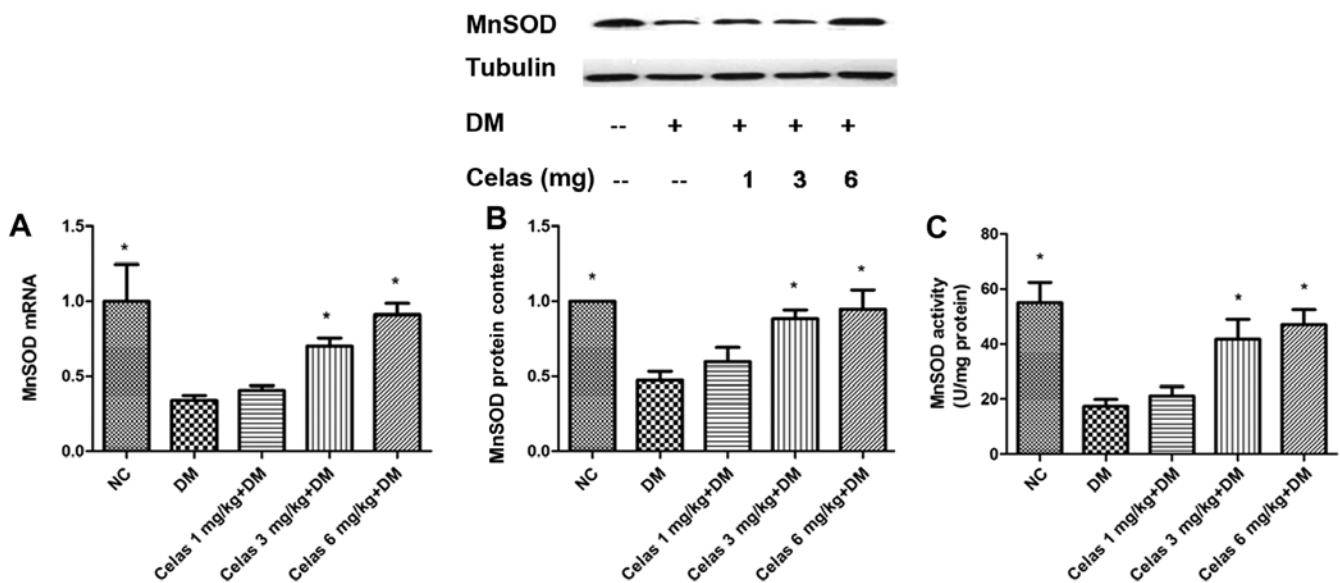 MnSOD
Tubulin
DM -- + + + +
Celas (mg) -- -- 1 3 6
A
MnSOD mRNA
1.5
1.0
0.5
0.0
*
*
*
NC
DM
Celas 1 mg/kg+DM
Celas 3 mg/kg+DM
Celas 6 mg/kg+DM
B
MnSOD protein content
1.5
1.0
0.5
0.0
*
*
*
NC
DM
Celas 1 mg/kg+DM
Celas 3 mg/kg+DM
Celas 6 mg/kg+DM
C
MnSOD activity
(U/mg protein)
80
60
40
20
0
*
*
*
NC
DM
Celas 1 mg/kg+DM
Celas 3 mg/kg+DM
Celas 6 mg/kg+DM